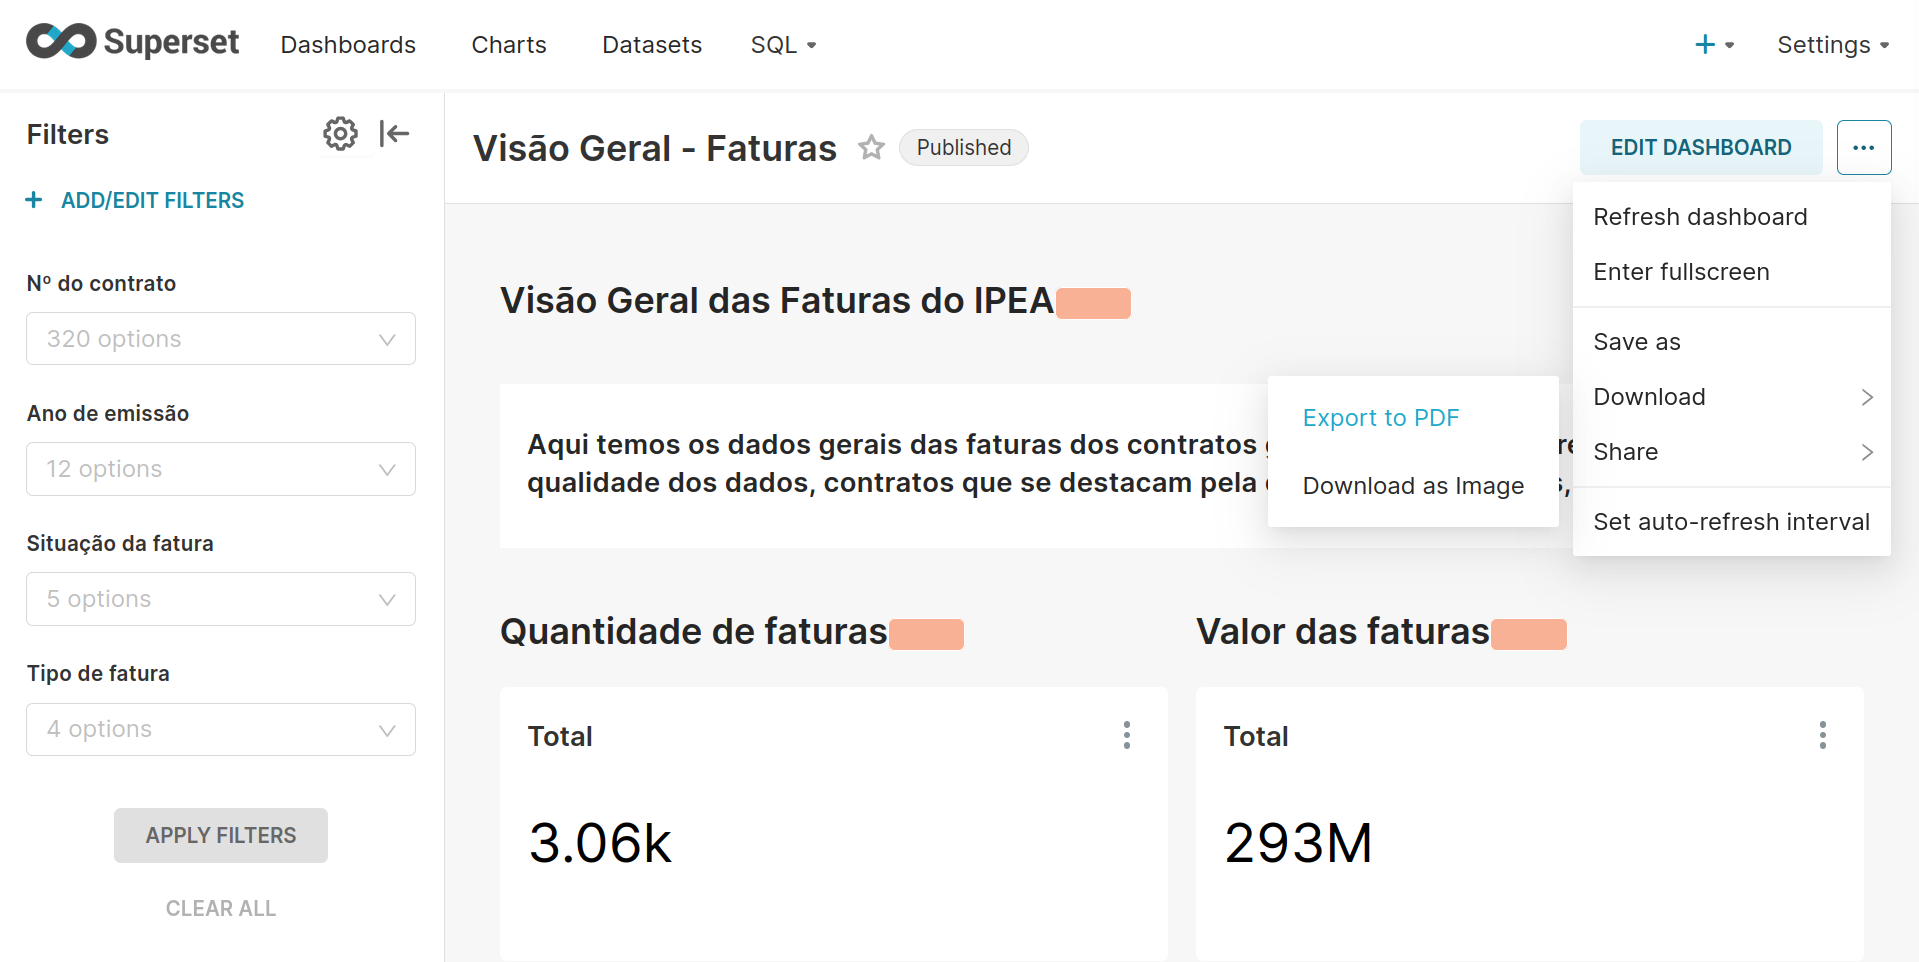 Superset
Dashboards
Charts
Datasets
SQL
Settings
Filters
ADD/EDIT FILTERS
Nº do contrato
320 options
Ano de emissão
12 options
Situação da fatura
5 options
Tipo de fatura
4 options
APPLY FILTERS
CLEAR ALL
Visão Geral - Faturas
Published
EDIT DASHBOARD
Refresh dashboard
Enter fullscreen
Save as
Download
Share
Set auto-refresh interval
Export to PDF
Download as Image
Visão Geral das Faturas do IPEA
Aqui temos os dados gerais das faturas dos contratos
qualidade dos dados, contratos que se destacam pela
Quantidade de faturas
Total
3.06k
Valor das faturas
Total
293M